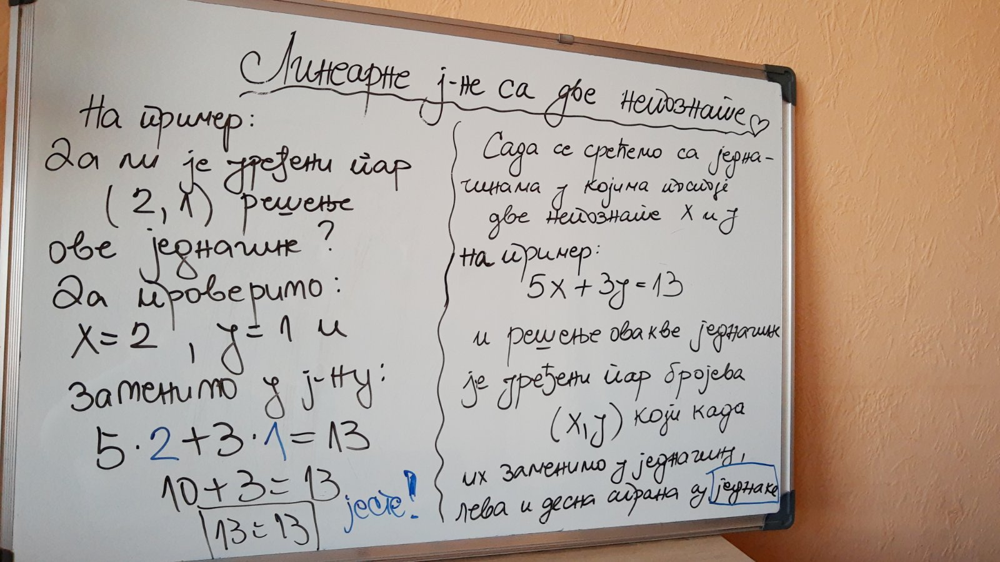 Линеарне ј-не са две непознате
На пример:
Да ли је уређени пар
(2,1) решење
ове једначине?
Да проверимо:
x=2, y=1 и
заменимо у ј-ну:
5·2+3·1=13
10+3=13
13=13 јесте!
Сада се срећемо са једна-
чинама у којима постоје
две непознате x и y
на пример:
5x+3y=13
и решење овакве једначине
је уређени пар бројева
(x,y) који када
их заменимо у једначину,
лева и десна страна су једнаке